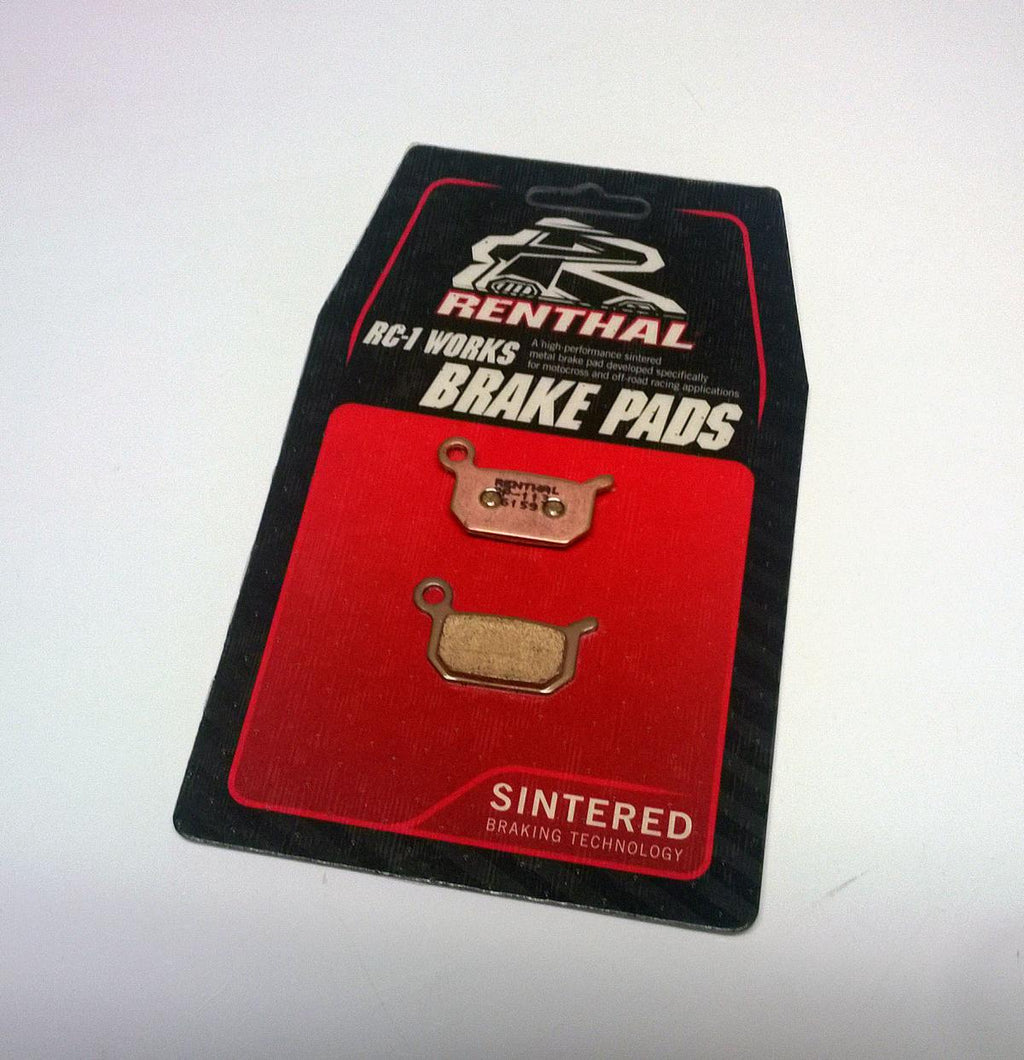 RENTHAL
RC-1 WORKS
A high-performance sintered
metal brake pad developed specifically
for motocross and off-road racing applications
BRAKE PADS
RENTHAL
SINTERED
BRAKING TECHNOLOGY